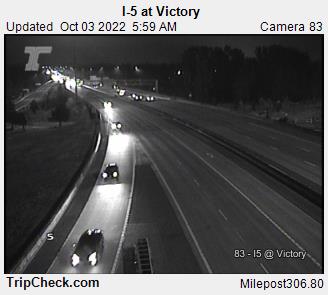 I-5 at Victory
Updated Oct 03 2022 5:59 AM Camera 83
S
83 - I5 @ Victory
TripCheck.com Milepost306.80